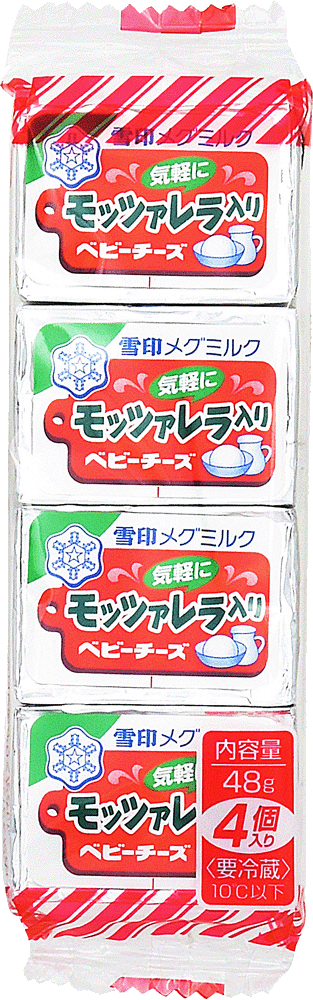 雪印メグミルク
気軽に
モッツァレラ入り
ベビーチーズ
雪印メグミルク
気軽に
モッツァレラ入り
ベビーチーズ
雪印メグミルク
気軽に
モッツァレラ入り
ベビーチーズ
雪印メグ
気軽
モッツァレ
ベビーチーズ
内容量
48g
4個入り
〈要冷蔵〉
10℃以下